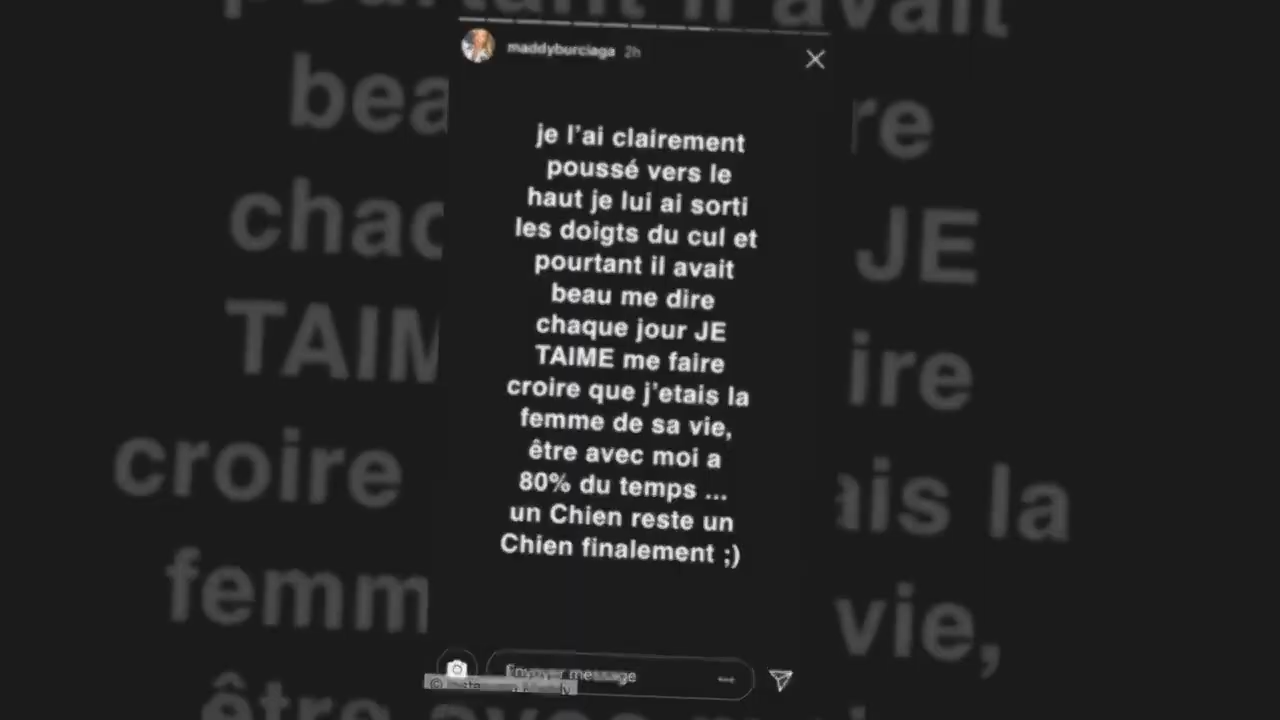 maddyburciaga 2h
je l'ai clairement
poussé vers le
haut je lui ai sorti
les doigts du cul et
pourtant il avait
beau me dire
chaque jour JE
TAIME me faire
croire que j'etais la
femme de sa vie,
être avec moi a
80% du temps ...
un Chien reste un
Chien finalement ;)
Envoyer message